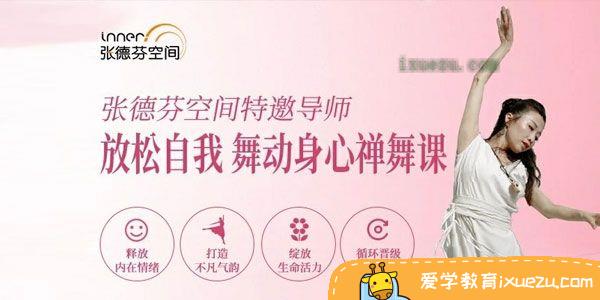 inner
张德芬空间
ixuezu.com
张德芬空间特邀导师
放松自我 舞动身心禅舞课
释放
内在情绪
打造
不凡气韵
绽放
生命活力
循环晋级
爱学教育ixuezu.com